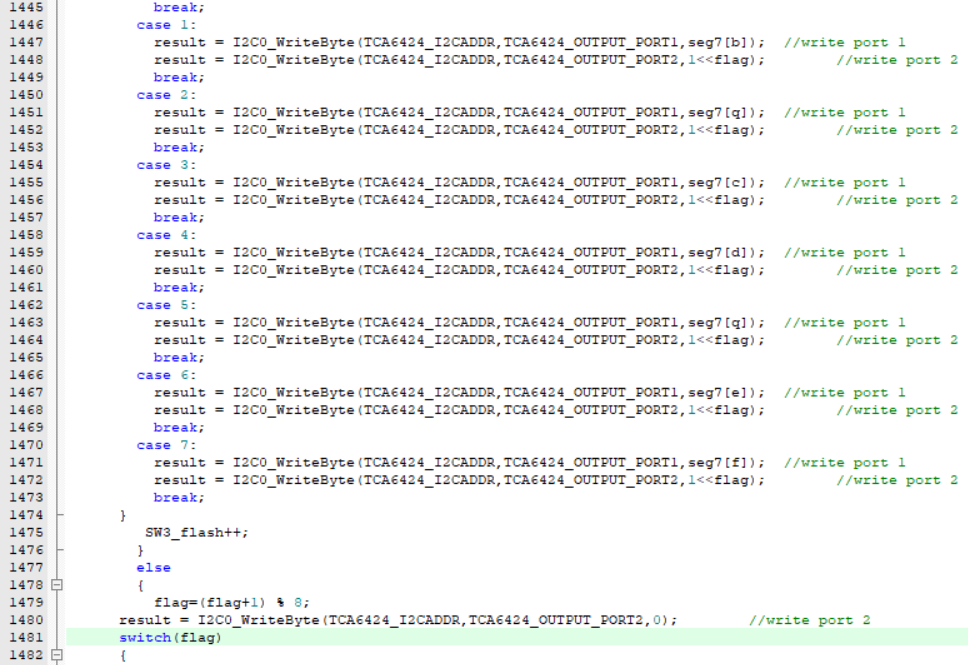 1445 break;
1446 case 1:
1447 result = I2C0_WriteByte(TCA6424_I2CADDR,TCA6424_OUTPUT_PORT1,seg7[b]); //write port 1
1448 result = I2C0_WriteByte(TCA6424_I2CADDR,TCA6424_OUTPUT_PORT2,1<<flag); //write port 2
1449 break;
1450 case 2:
1451 result = I2C0_WriteByte(TCA6424_I2CADDR,TCA6424_OUTPUT_PORT1,seg7[q]); //write port 1
1452 result = I2C0_WriteByte(TCA6424_I2CADDR,TCA6424_OUTPUT_PORT2,1<<flag); //write port 2
1453 break;
1454 case 3:
1455 result = I2C0_WriteByte(TCA6424_I2CADDR,TCA6424_OUTPUT_PORT1,seg7[c]); //write port 1
1456 result = I2C0_WriteByte(TCA6424_I2CADDR,TCA6424_OUTPUT_PORT2,1<<flag); //write port 2
1457 break;
1458 case 4:
1459 result = I2C0_WriteByte(TCA6424_I2CADDR,TCA6424_OUTPUT_PORT1,seg7[d]); //write port 1
1460 result = I2C0_WriteByte(TCA6424_I2CADDR,TCA6424_OUTPUT_PORT2,1<<flag); //write port 2
1461 break;
1462 case 5:
1463 result = I2C0_WriteByte(TCA6424_I2CADDR,TCA6424_OUTPUT_PORT1,seg7[q]); //write port 1
1464 result = I2C0_WriteByte(TCA6424_I2CADDR,TCA6424_OUTPUT_PORT2,1<<flag); //write port 2
1465 break;
1466 case 6:
1467 result = I2C0_WriteByte(TCA6424_I2CADDR,TCA6424_OUTPUT_PORT1,seg7[e]); //write port 1
1468 result = I2C0_WriteByte(TCA6424_I2CADDR,TCA6424_OUTPUT_PORT2,1<<flag); //write port 2
1469 break;
1470 case 7:
1471 result = I2C0_WriteByte(TCA6424_I2CADDR,TCA6424_OUTPUT_PORT1,seg7[f]); //write port 1
1472 result = I2C0_WriteByte(TCA6424_I2CADDR,TCA6424_OUTPUT_PORT2,1<<flag); //write port 2
1473 break;
1474 }
1475 SW3_flash++;
1476 }
1477 else
1478 {
1479 flag=(flag+1) % 8;
1480 result = I2C0_WriteByte(TCA6424_I2CADDR,TCA6424_OUTPUT_PORT2,0); //write port 2
1481 switch(flag)
1482 {